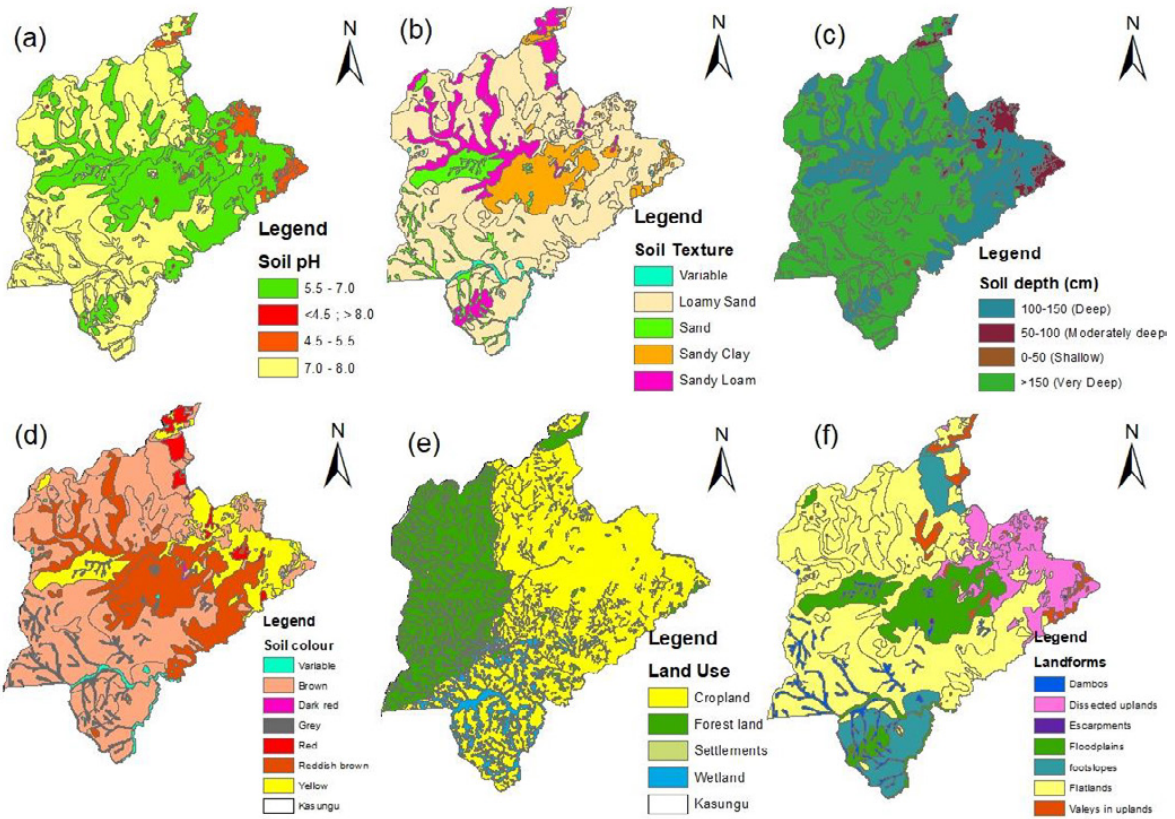 (a)
N
Legend
Soil pH
5.5 - 7.0
<4.5 ; > 8.0
4.5 - 5.5
7.0 - 8.0
(b)
N
Legend
Soil Texture
Variable
Loamy Sand
Sand
Sandy Clay
Sandy Loam
(c)
N
Legend
Soil depth (cm)
100-150 (Deep)
50-100 (Moderately deep
0-50 (Shallow)
>150 (Very Deep)
(d)
N
Legend
Soil colour
Variable
Brown
Dark red
Grey
Red
Reddish brown
Yellow
Kasungu
(e)
N
Legend
Land Use
Cropland
Forest land
Settlements
Wetland
Kasungu
(f)
N
Legend
Landforms
Dambos
Dissected uplands
Escarpments
Floodplains
footslopes
Flatlands
Valeys in uplands